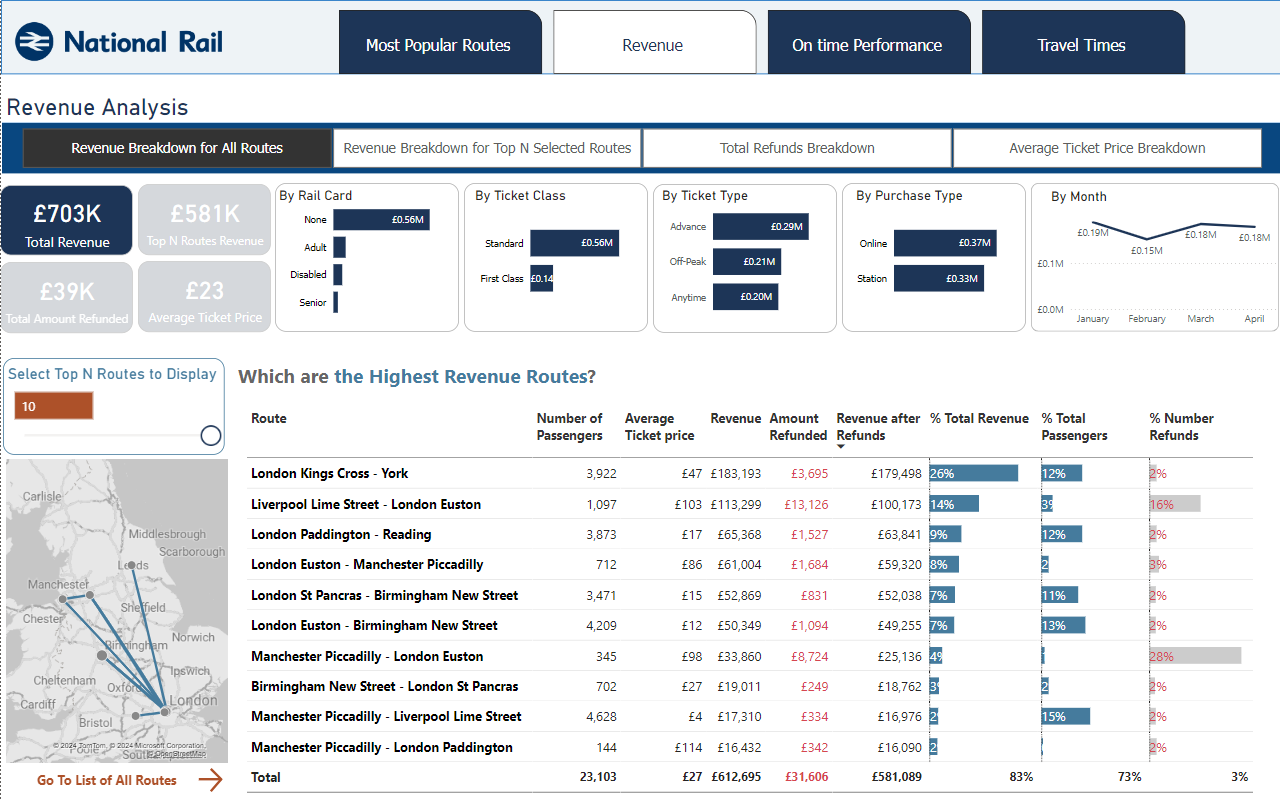 National Rail
Most Popular Routes
Revenue
On time Performance
Travel Times
Revenue Analysis
Revenue Breakdown for All Routes
Revenue Breakdown for Top N Selected Routes
Total Refunds Breakdown
Average Ticket Price Breakdown
£703K
Total Revenue
£581K
Top N Routes Revenue
£39K
Total Amount Refunded
£23
Average Ticket Price
By Rail Card
None £0.56M
Adult
Disabled
Senior
By Ticket Class
Standard £0.56M
First Class £0.14
By Ticket Type
Advance £0.29M
Off-Peak £0.21M
Anytime £0.20M
By Purchase Type
Online £0.37M
Station £0.33M
By Month
£0.19M £0.15M £0.18M £0.18M
£0.1M
£0.0M
January February March April
Select Top N Routes to Display
10
Carlisle
Middlesbrough
Scarborough
Leeds
Manchester
Sheffield
Chester
Norwich
Birmingham
Ipswich
Cheltenham
Oxford
Cardiff
London
Bristol
© 2024 TomTom, © 2024 Microsoft Corporation,
© OpenStreetMap
Poole
Go To List of All Routes
Which are the Highest Revenue Routes?
Route Number of Passengers Average Ticket price Revenue Amount Refunded Revenue after Refunds % Total Revenue % Total Passengers % Number Refunds
London Kings Cross - York 3,922 £47 £183,193 £3,695 £179,498 26% 12% 2%
Liverpool Lime Street - London Euston 1,097 £103 £113,299 £13,126 £100,173 14% 3% 16%
London Paddington - Reading 3,873 £17 £65,368 £1,527 £63,841 9% 12% 2%
London Euston - Manchester Piccadilly 712 £86 £61,004 £1,684 £59,320 8% 2 3%
London St Pancras - Birmingham New Street 3,471 £15 £52,869 £831 £52,038 7% 11% 2%
London Euston - Birmingham New Street 4,209 £12 £50,349 £1,094 £49,255 7% 13% 2%
Manchester Piccadilly - London Euston 345 £98 £33,860 £8,724 £25,136 4% 28%
Birmingham New Street - London St Pancras 702 £27 £19,011 £249 £18,762 3 2 2%
Manchester Piccadilly - Liverpool Lime Street 4,628 £4 £17,310 £334 £16,976 2 15% 2%
Manchester Piccadilly - London Paddington 144 £114 £16,432 £342 £16,090 2 2%
Total 23,103 £27 £612,695 £31,606 £581,089 83% 73% 3%